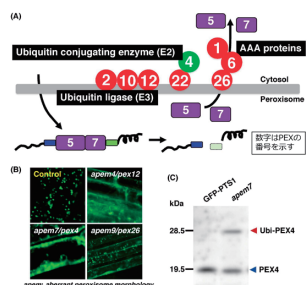 (A)
5 7
Ubiquitin conjugating enzyme (E2)
AAA proteins
4
1
6
2 10 12 22 26
Cytosol
Peroxisome
Ubiquitin ligase (E3)
5 7
5 7
数字はPEXの
番号を示す
(B)
Control
apem4/pex12
apem7/pex4
apem9/pex26
apem: aberrant peroxisome morphology
(C)
GFP-PTS1
apem7
kDa
28.5
Ubi-PEX4
19.5
PEX4